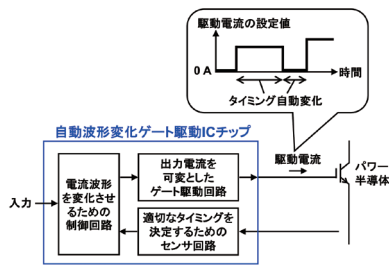 駆動電流の設定値
0 A
時間
タイミング自動変化
自動波形変化ゲート駆動ICチップ
駆動電流
パワー
半導体
入力
電流波形
を変化させ
るための
制御回路
出力電流を
可変とした
ゲート駆動回路
適切なタイミングを
決定するための
センサ回路